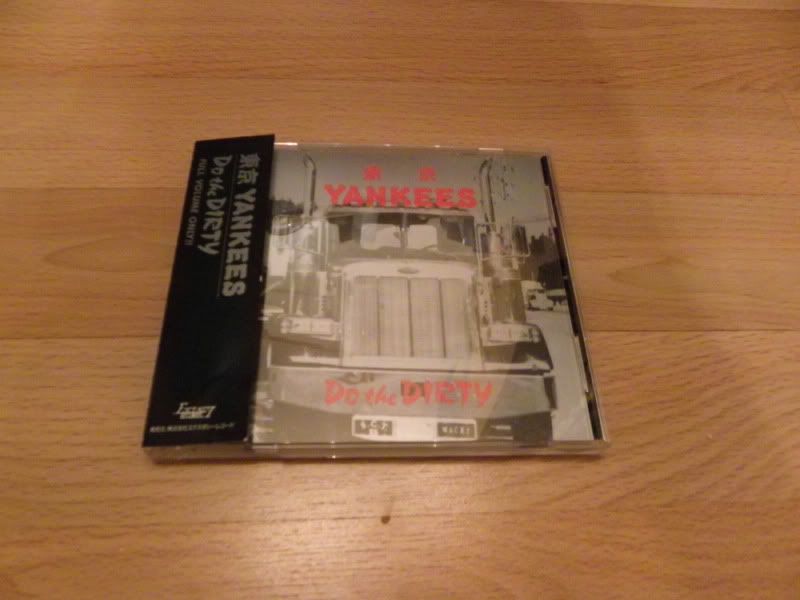 東京 YANKEES
Do the DIRTY
FULL VOLUME ONLY!!
東京
YANKEES
Do the DIRTY